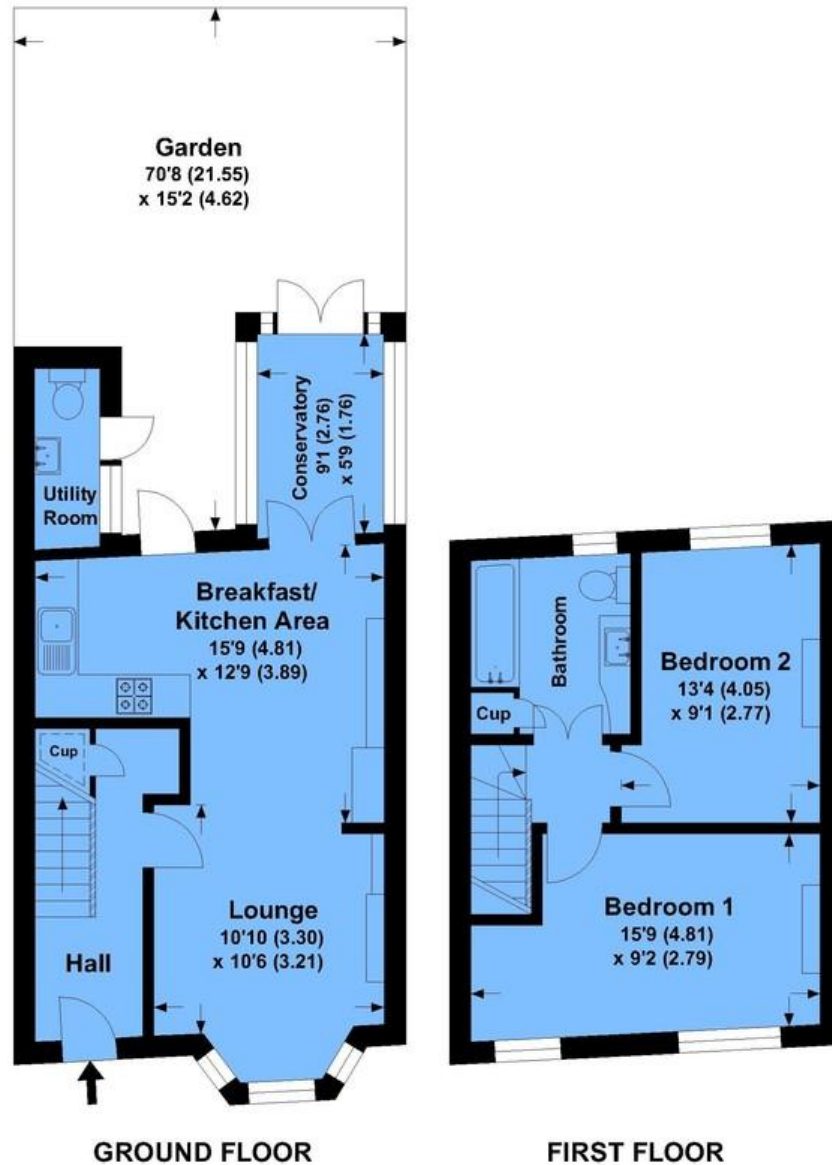 Garden
70'8 (21.55)
x 15'2 (4.62)
Conservatory
9'1 (2.76)
x 5'9 (1.76)
Utility
Room
Breakfast/
Kitchen Area
15'9 (4.81)
x 12'9 (3.89)
Cup
Lounge
10'10 (3.30)
x 10'6 (3.21)
Hall
GROUND FLOOR
Bathroom
Bedroom 2
13'4 (4.05)
x 9'1 (2.77)
Cup
Bedroom 1
15'9 (4.81)
x 9'2 (2.79)
FIRST FLOOR